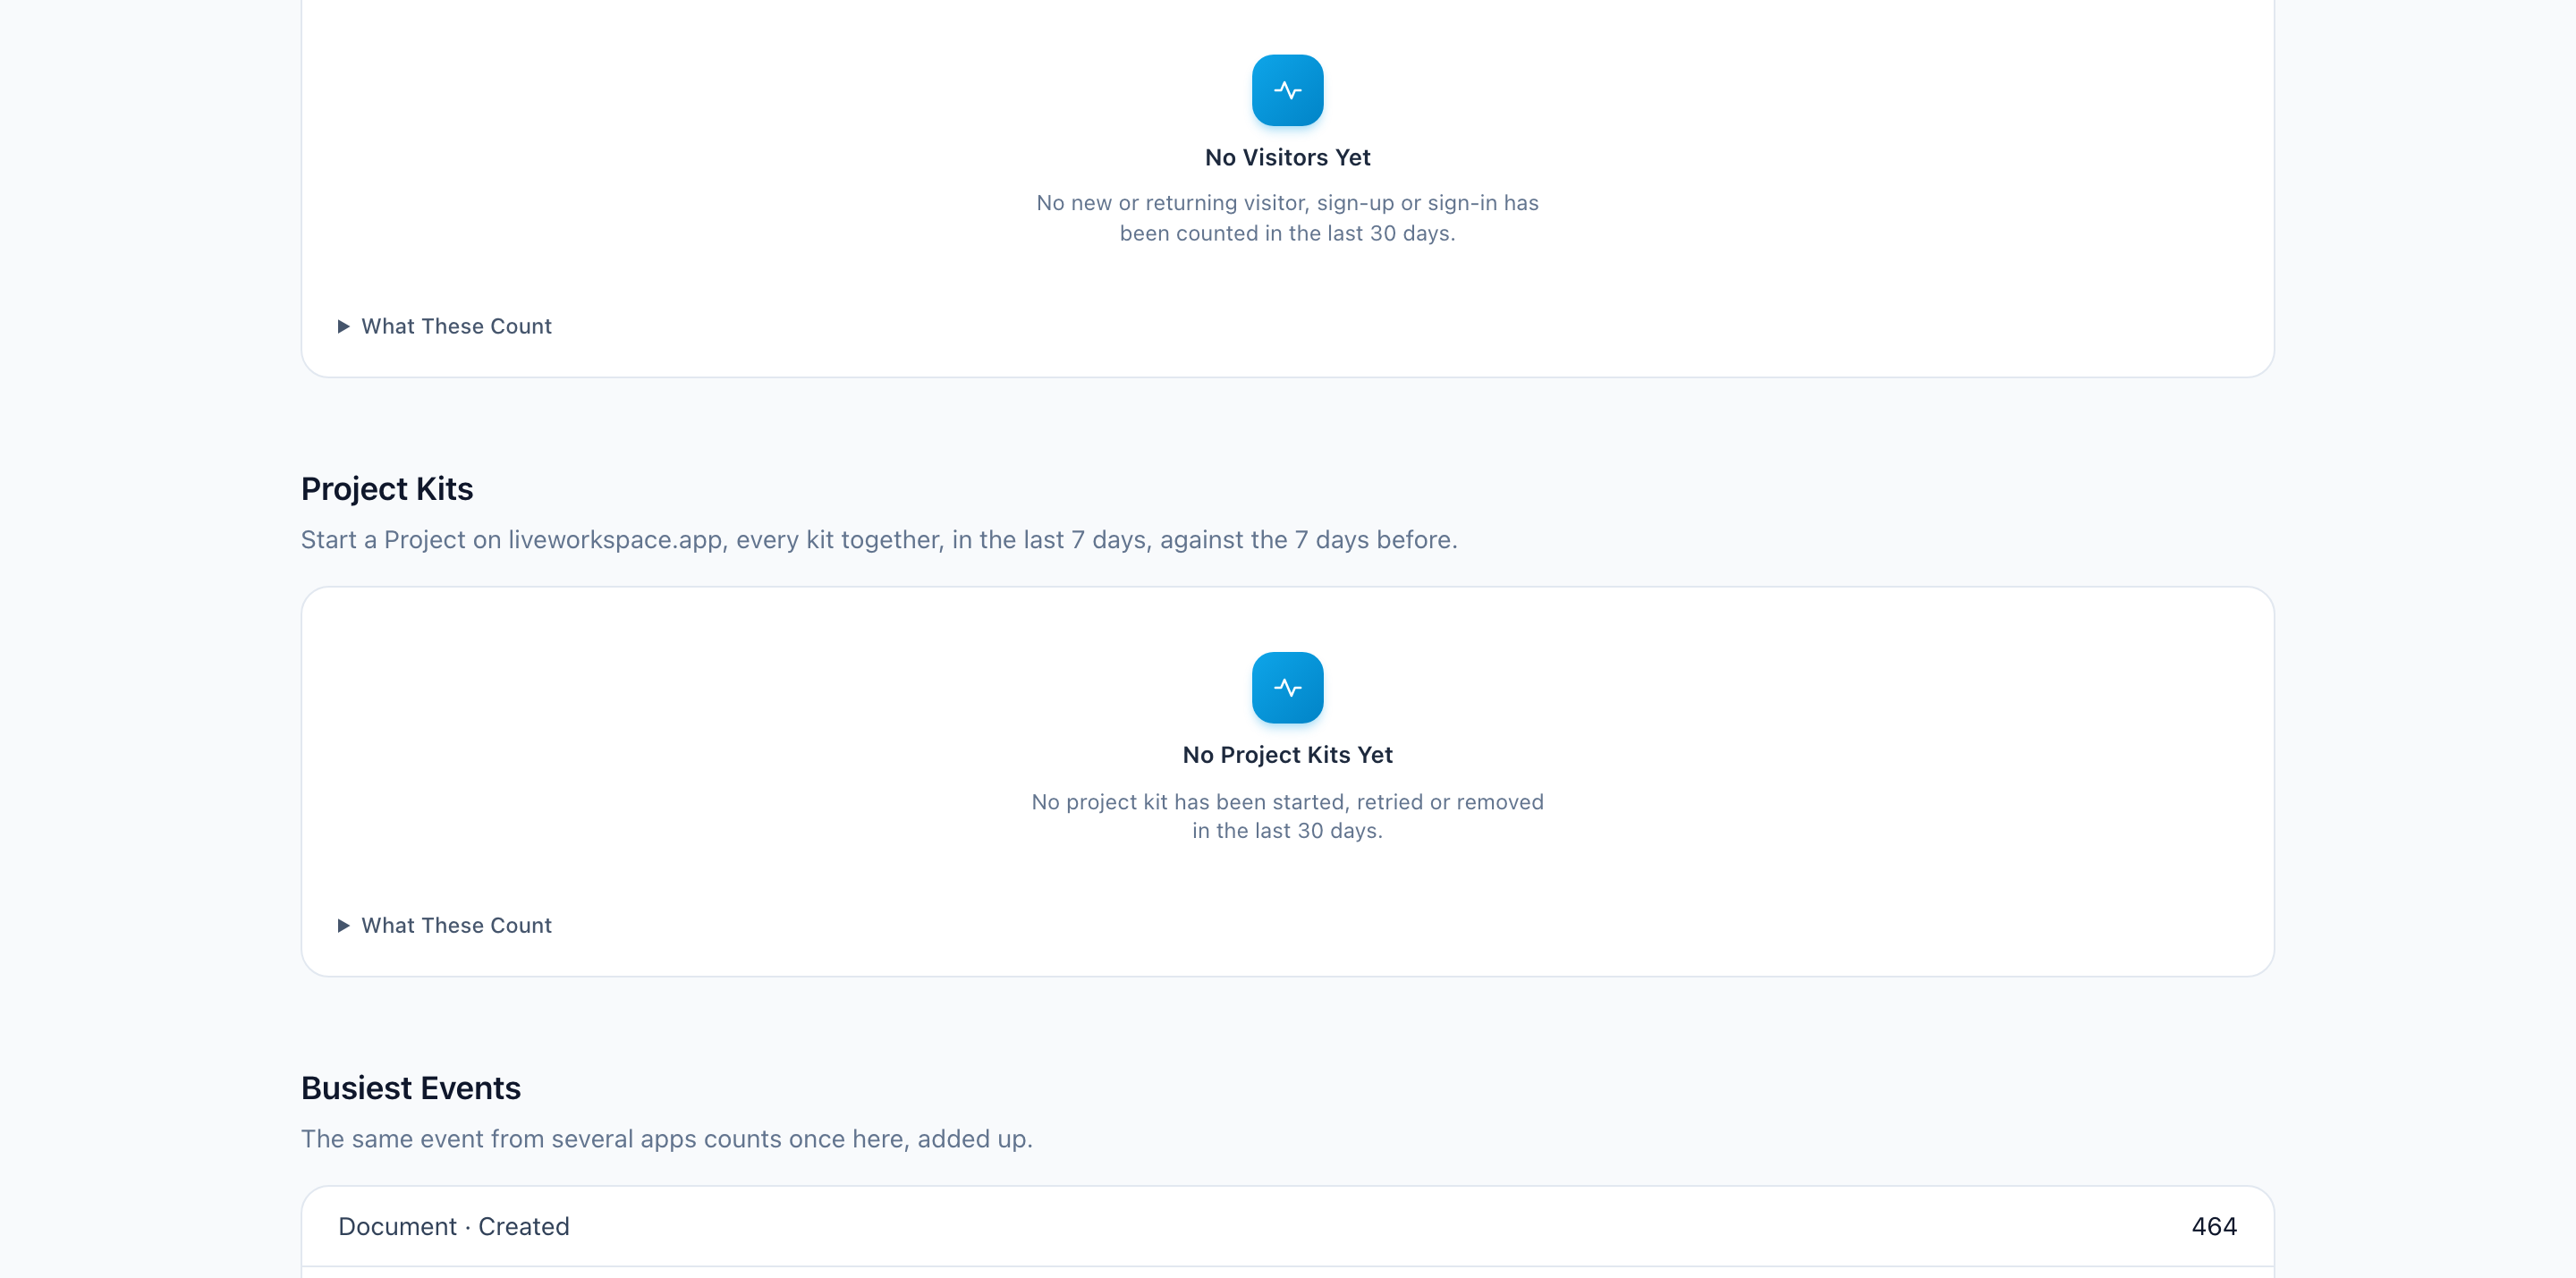 No Visitors Yet
No new or returning visitor, sign-up or sign-in has
been counted in the last 30 days.
What These Count
Project Kits
Start a Project on liveworkspace.app, every kit together, in the last 7 days, against the 7 days before.
No Project Kits Yet
No project kit has been started, retried or removed
in the last 30 days.
What These Count
Busiest Events
The same event from several apps counts once here, added up.
Document · Created 464